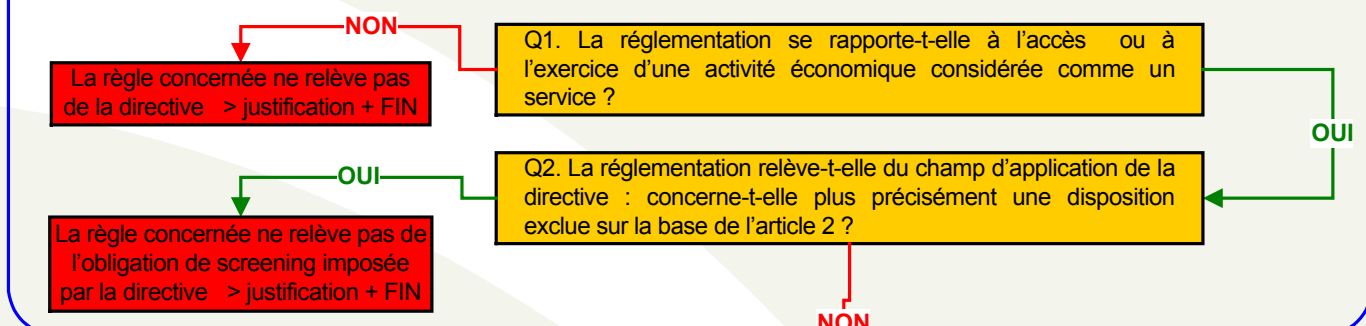 NON
Q1. La réglementation se rapporte-t-elle à l’accès ou à
l’exercice d’une activité économique considérée comme un
service ?
La règle concernée ne relève pas
de la directive > justification + FIN
OUI
Q2. La réglementation relève-t-elle du champ d’application de la
directive : concerne-t-elle plus précisément une disposition
exclue sur la base de l’article 2 ?
OUI
La règle concernée ne relève pas de
l’obligation de screening imposée
par la directive > justification + FIN
NON